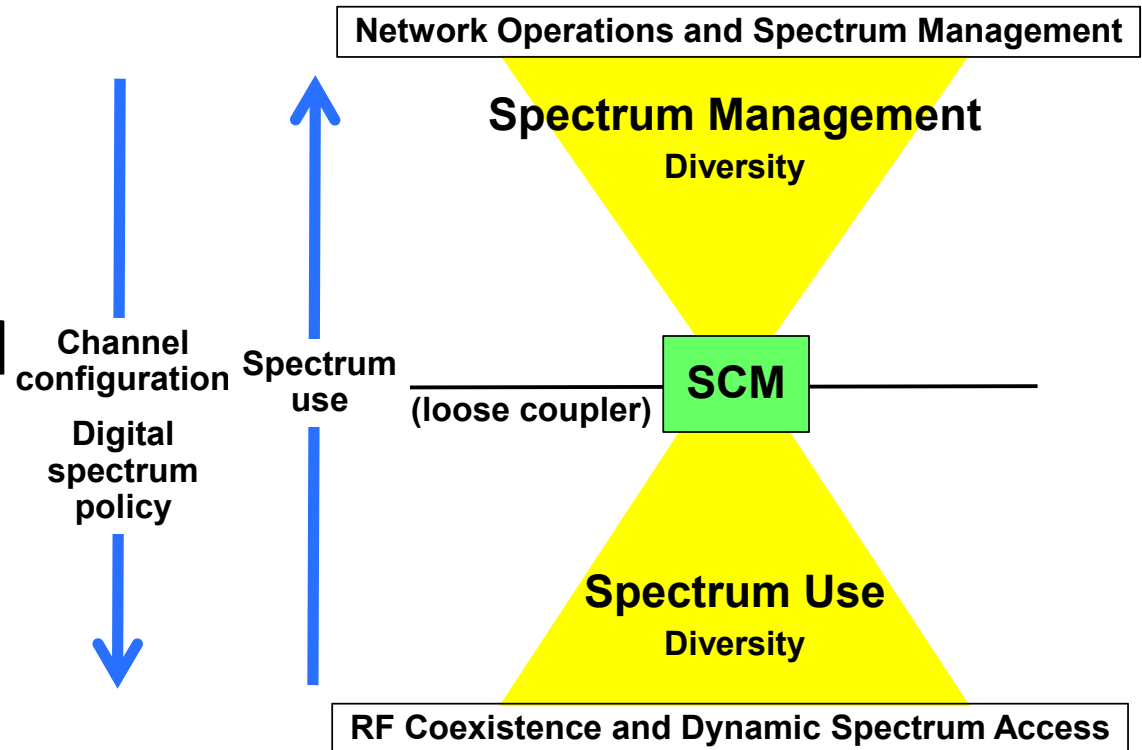 Network Operations and Spectrum Management
Spectrum Management
Diversity
Channel
configuration
Digital
spectrum
policy
Spectrum
use
(loose coupler)
SCM
Spectrum Use
Diversity
RF Coexistence and Dynamic Spectrum Access